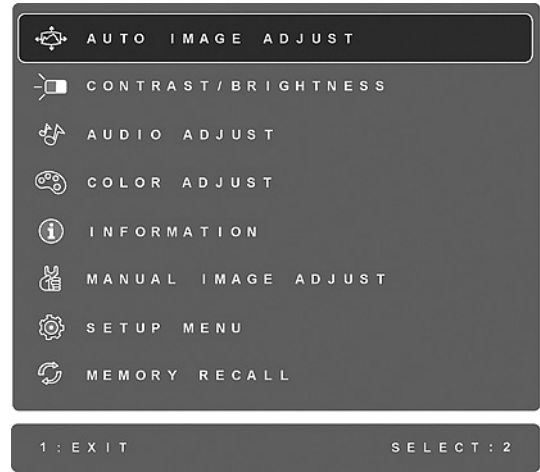 AUTO IMAGE ADJUST
CONTRAST/BRIGHTNESS
AUDIO ADJUST
COLOR ADJUST
INFORMATION
MANUAL IMAGE ADJUST
SETUP MENU
MEMORY RECALL
1:EXIT SELECT:2